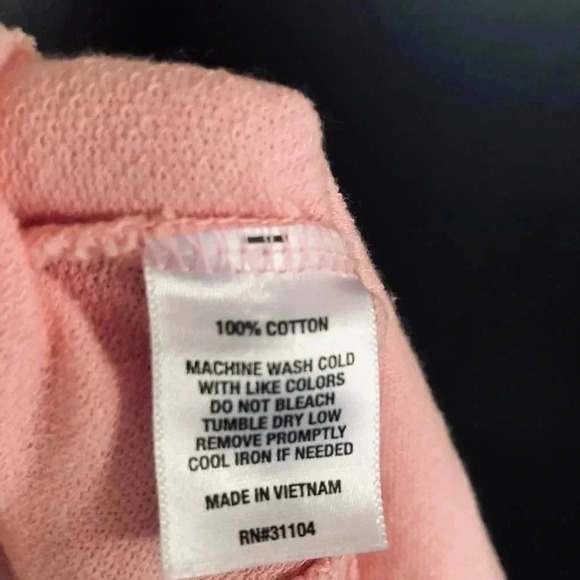 100% COTTON
MACHINE WASH COLD
WITH LIKE COLORS
DO NOT BLEACH
TUMBLE DRY LOW
REMOVE PROMPTLY
COOL IRON IF NEEDED
MADE IN VIETNAM
RN#31104